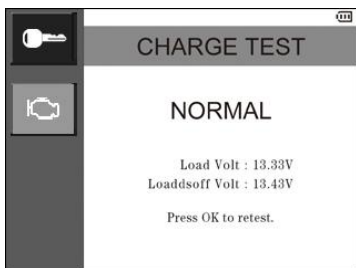 CHARGE TEST
NORMAL
Load Volt : 13.33V
Loaddsoff Volt : 13.43V
Press OK to retest.